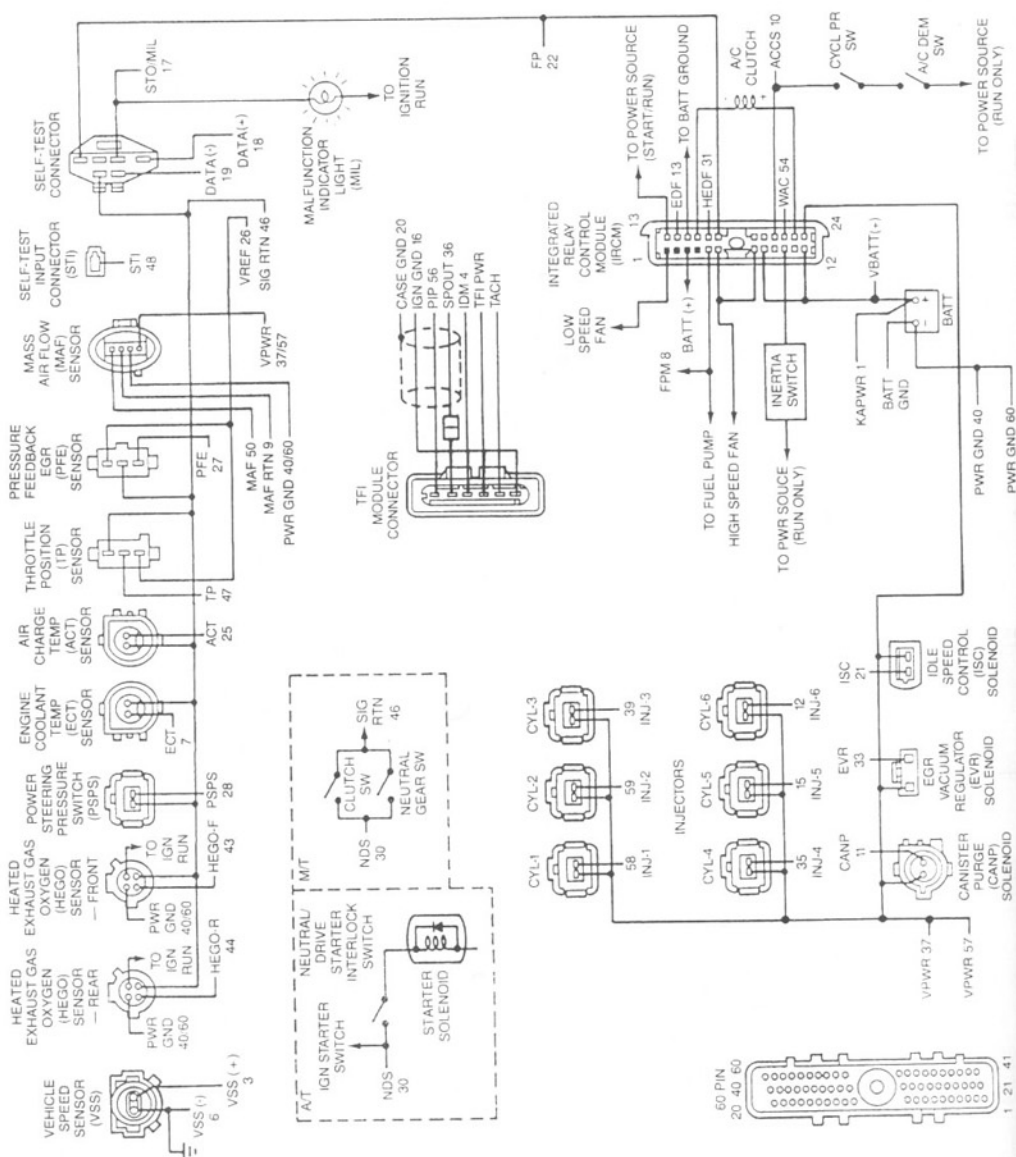 VEHICLE
SPEED
SENSOR
(VSS)
VSS (-)
6
VSS (+)
3
HEATED
EXHAUST GAS
OXYGEN
(HEGO)
SENSOR
— REAR
PWR
GND
40/60
TO
IGN
RUN
HEGO-R
44
HEATED
EXHAUST GAS
OXYGEN
(HEGO)
SENSOR
— FRONT
PWR
GND
40/60
TO
IGN
RUN
HEGO-F
43
POWER
STEERING
PRESSURE
SWITCH
(PSPS)
PSPS
28
ENGINE
COOLANT
TEMP
(ECT)
SENSOR
ECT
7
AIR
CHARGE
TEMP
(ACT)
SENSOR
ACT
25
THROTTLE
POSITION
(TP)
SENSOR
TP
47
PRESSURE
FEEDBACK
EGR
(PFE)
SENSOR
PFE
27
MASS
AIR FLOW
(MAF)
SENSOR
MAF 50
MAF RTN 9
PWR GND 40/60
VPWR
37/57
SELF-TEST
INPUT
CONNECTOR
(STI)
STI
48
VREF 26
SIG RTN 46
SELF-TEST
CONNECTOR
STO/MIL
17
DATA(-)
19
DATA(+)
18
MALFUNCTION
INDICATOR
LIGHT
(MIL)
TO
IGNITION
RUN
FP
22
A/T
IGN STARTER
SWITCH
NDS
30
NEUTRAL/
DRIVE
STARTER
INTERLOCK
SWITCH
STARTER
SOLENOID
M/T
NDS
30
CLUTCH
SW
NEUTRAL
GEAR SW
SIG
RTN
46
TFI
MODULE
CONNECTOR
CASE GND 20
IGN GND 16
PIP 56
SPOUT 36
IDM 4
TFI PWR
TACH
INTEGRATED
RELAY
CONTROL
MODULE
(IRCM)
1
13
12
24
TO POWER SOURCE
(START/RUN)
EDF 13
TO BATT GROUND
HEDF 31
A/C
CLUTCH
+
ACCS 10
WAC 54
CYCL PR
SW
A/C DEM
SW
TO POWER SOURCE
(RUN ONLY)
LOW
SPEED
FAN
BATT (+)
FPM 8
TO FUEL PUMP
HIGH SPEED FAN
INERTIA
SWITCH
TO PWR SOUCE
(RUN ONLY)
VBATT(+)
KAPWR 1
BATT
GND
- +
BATT
PWR GND 40
PWR GND 60
60 PIN
20 40 60
1 21 41
CYL-1
58
INJ-1
CYL-2
59
INJ-2
CYL-3
39
INJ-3
INJECTORS
CYL-4
35
INJ-4
CYL-5
15
INJ-5
CYL-6
12
INJ-6
VPWR 37
VPWR 57
CANP
11
CANISTER
PURGE
(CANP)
SOLENOID
EVR
33
EGR
VACUUM
REGULATOR
(EVR)
SOLENOID
ISC
21
IDLE
SPEED
CONTROL
(ISC)
SOLENOID